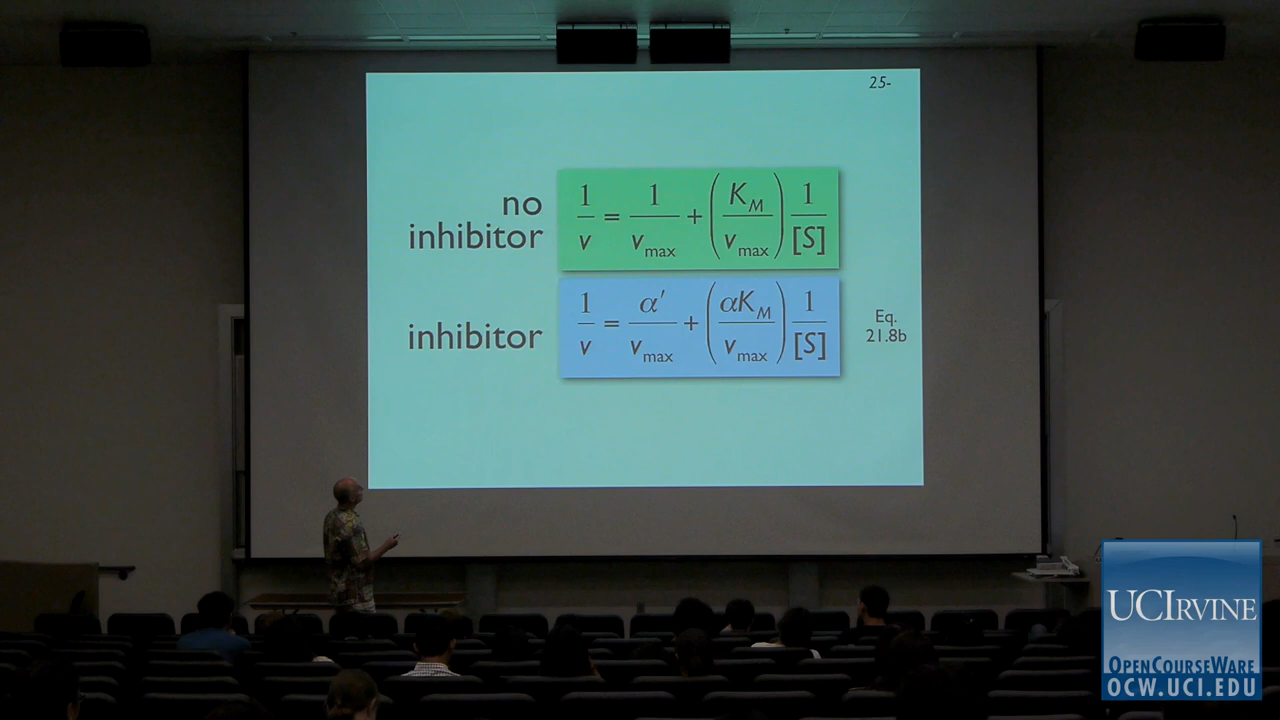 25-
no
inhibitor
1/v = 1/v_max + (K_M/v_max) 1/[S]
inhibitor
1/v = α′/v_max + (αK_M/v_max) 1/[S]
Eq.
21.8b
UCIRVINE
OPENCOURSEWARE
OCW.UCI.EDU